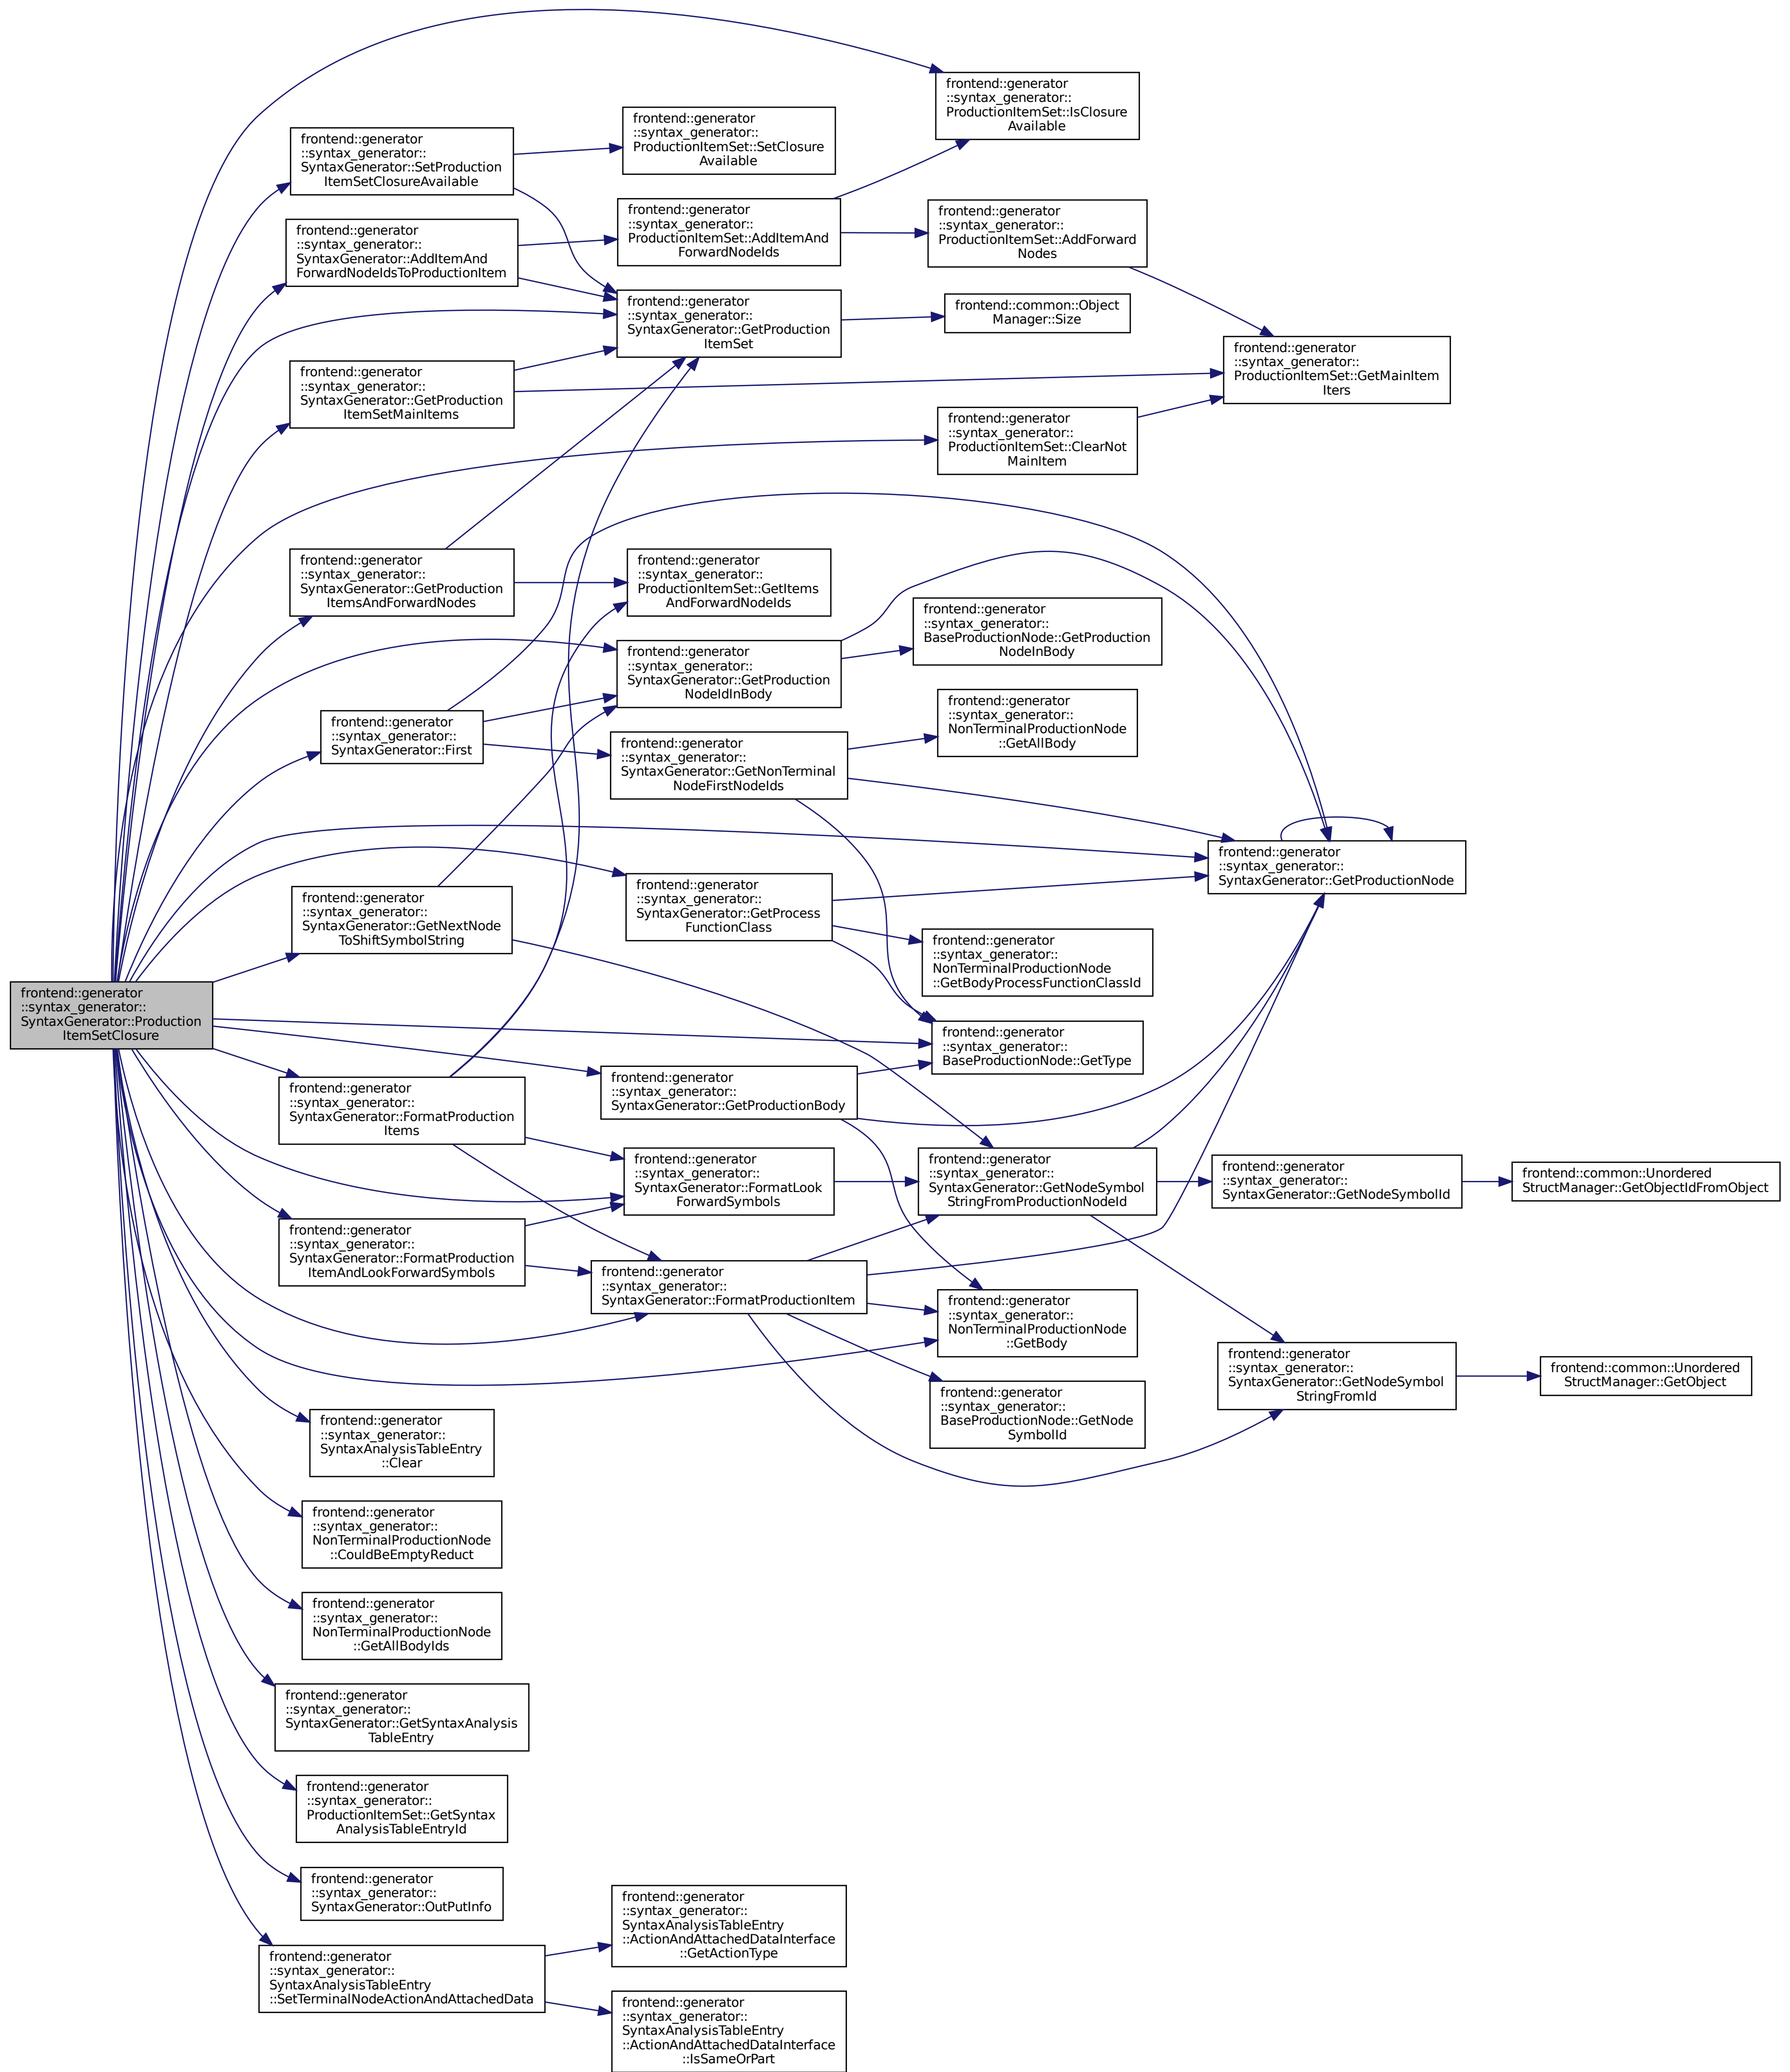 frontend::generator
::syntax_generator::
ProductionItemSet::IsClosure
Available
frontend::generator
::syntax_generator::
ProductionItemSet::SetClosure
Available
frontend::generator
::syntax_generator::
SyntaxGenerator::SetProduction
ItemSetClosureAvailable
frontend::generator
::syntax_generator::
ProductionItemSet::AddItemAnd
ForwardNodeIds
frontend::generator
::syntax_generator::
ProductionItemSet::AddForward
Nodes
frontend::generator
::syntax_generator::
SyntaxGenerator::AddItemAnd
ForwardNodeIdsToProductionItem
frontend::generator
::syntax_generator::
SyntaxGenerator::GetProduction
ItemSet
frontend::common::Object
Manager::Size
frontend::generator
::syntax_generator::
ProductionItemSet::GetMainItem
Iters
frontend::generator
::syntax_generator::
SyntaxGenerator::GetProduction
ItemSetMainItems
frontend::generator
::syntax_generator::
ProductionItemSet::ClearNot
MainItem
frontend::generator
::syntax_generator::
SyntaxGenerator::GetProduction
ItemsAndForwardNodes
frontend::generator
::syntax_generator::
ProductionItemSet::GetItems
AndForwardNodeIds
frontend::generator
::syntax_generator::
BaseProductionNode::GetProduction
NodeInBody
frontend::generator
::syntax_generator::
SyntaxGenerator::GetProduction
NodeIdInBody
frontend::generator
::syntax_generator::
NonTerminalProductionNode
::GetAllBody
frontend::generator
::syntax_generator::
SyntaxGenerator::First
frontend::generator
::syntax_generator::
SyntaxGenerator::GetNonTerminal
NodeFirstNodeIds
frontend::generator
::syntax_generator::
SyntaxGenerator::GetProductionNode
frontend::generator
::syntax_generator::
SyntaxGenerator::GetProcess
FunctionClass
frontend::generator
::syntax_generator::
SyntaxGenerator::GetNextNode
ToShiftSymbolString
frontend::generator
::syntax_generator::
NonTerminalProductionNode
::GetBodyProcessFunctionClassId
frontend::generator
::syntax_generator::
SyntaxGenerator::Production
ItemSetClosure
frontend::generator
::syntax_generator::
BaseProductionNode::GetType
frontend::generator
::syntax_generator::
SyntaxGenerator::GetProductionBody
frontend::generator
::syntax_generator::
SyntaxGenerator::FormatProduction
Items
frontend::generator
::syntax_generator::
SyntaxGenerator::FormatLook
ForwardSymbols
frontend::generator
::syntax_generator::
SyntaxGenerator::GetNodeSymbol
StringFromProductionNodeId
frontend::generator
::syntax_generator::
SyntaxGenerator::GetNodeSymbolId
frontend::common::Unordered
StructManager::GetObjectIdFromObject
frontend::generator
::syntax_generator::
SyntaxGenerator::FormatProduction
ItemAndLookForwardSymbols
frontend::generator
::syntax_generator::
SyntaxGenerator::FormatProductionItem
frontend::generator
::syntax_generator::
NonTerminalProductionNode
::GetBody
frontend::generator
::syntax_generator::
SyntaxGenerator::GetNodeSymbol
StringFromId
frontend::common::Unordered
StructManager::GetObject
frontend::generator
::syntax_generator::
BaseProductionNode::GetNode
SymbolId
frontend::generator
::syntax_generator::
SyntaxAnalysisTableEntry
::Clear
frontend::generator
::syntax_generator::
NonTerminalProductionNode
::CouldBeEmptyReduct
frontend::generator
::syntax_generator::
NonTerminalProductionNode
::GetAllBodyIds
frontend::generator
::syntax_generator::
SyntaxGenerator::GetSyntaxAnalysis
TableEntry
frontend::generator
::syntax_generator::
ProductionItemSet::GetSyntax
AnalysisTableEntryId
frontend::generator
::syntax_generator::
SyntaxGenerator::OutPutInfo
frontend::generator
::syntax_generator::
SyntaxAnalysisTableEntry
::ActionAndAttachedDataInterface
::GetActionType
frontend::generator
::syntax_generator::
SyntaxAnalysisTableEntry
::SetTerminalNodeActionAndAttachedData
frontend::generator
::syntax_generator::
SyntaxAnalysisTableEntry
::ActionAndAttachedDataInterface
::IsSameOrPart